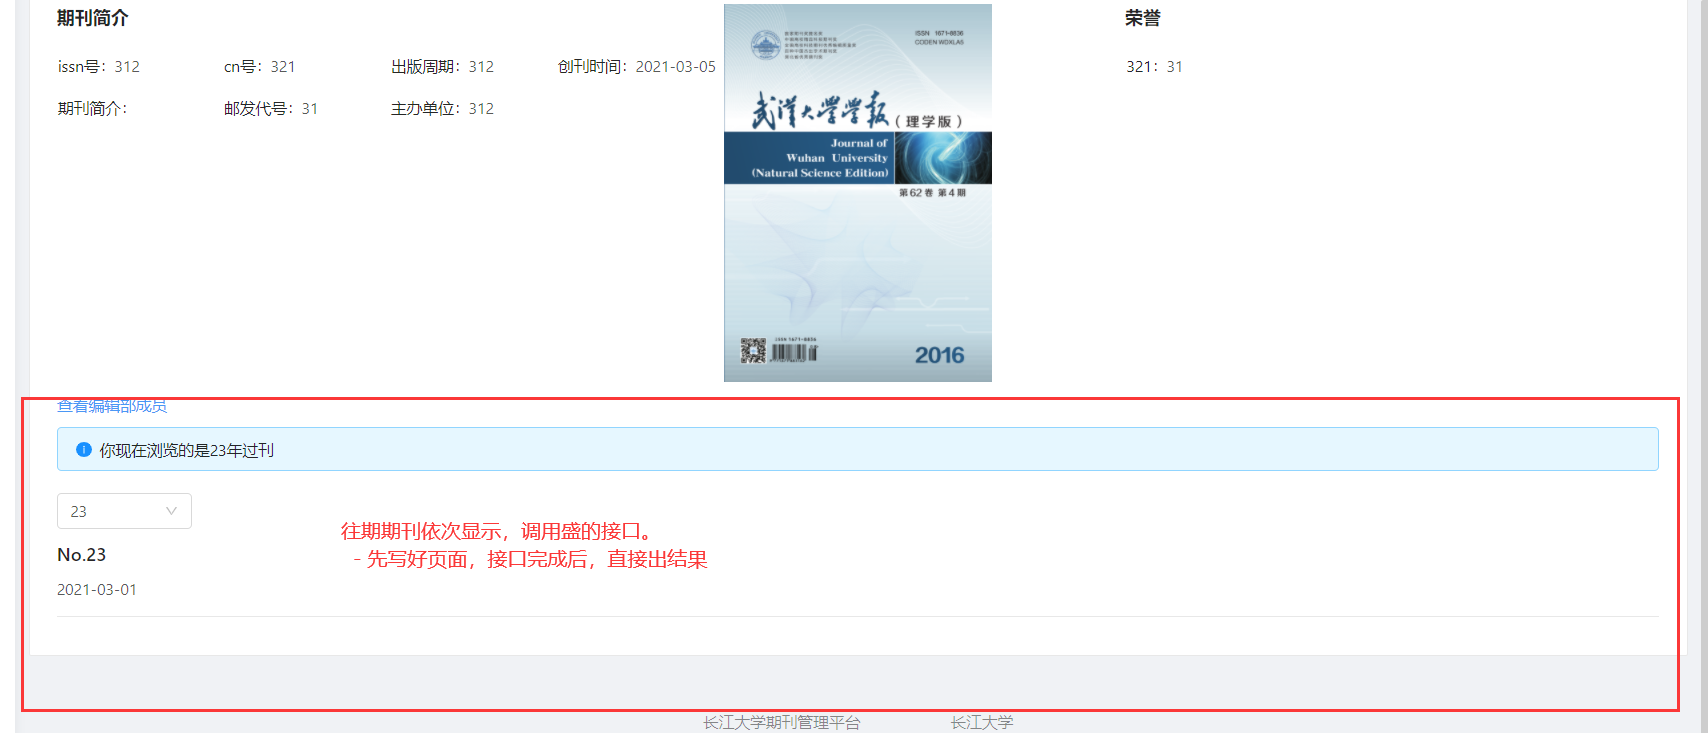 期刊简介
荣誉
issn号：312
cn号：321
出版周期：312
创刊时间：2021-03-05
321：31
期刊简介：
邮发代号：31
主办单位：312
ISSN 1671-8836
CODEN WDXLA5
武汉大学学报（理学版）
Journal of
Wuhan University
(Natural Science Edition)
第62卷 第4期
ISSN 1671-8836
2016
查看编辑部成员
你现在浏览的是23年过刊
23
往期期刊依次显示，调用盛的接口。
- 先写好页面，接口完成后，直接出结果
No.23
2021-03-01
长江大学期刊管理平台
长江大学